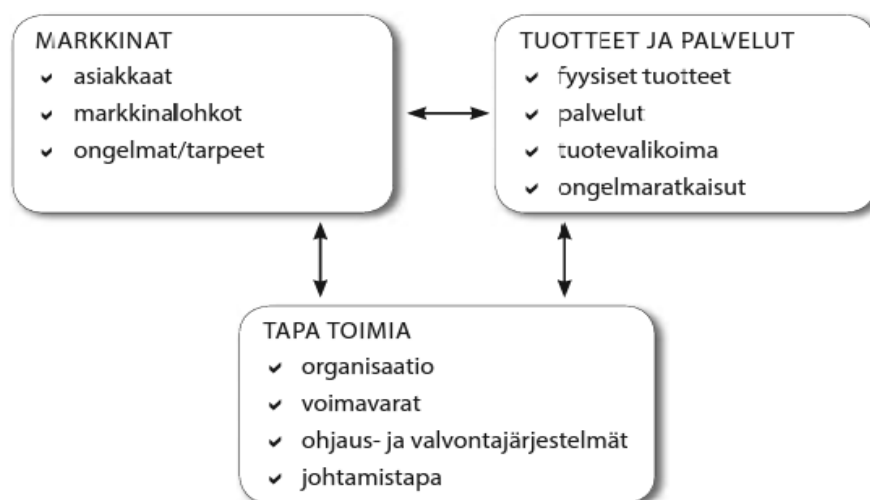 MARKKINAT
asiakkaat
markkinalohkot
ongelmat/tarpeet
TUOTTEET JA PALVELUT
fyysiset tuotteet
palvelut
tuotevalikoima
ongelmaratkaisut
TAPA TOIMIA
organisaatio
voimavarat
ohjaus- ja valvontajärjestelmät
johtamistapa